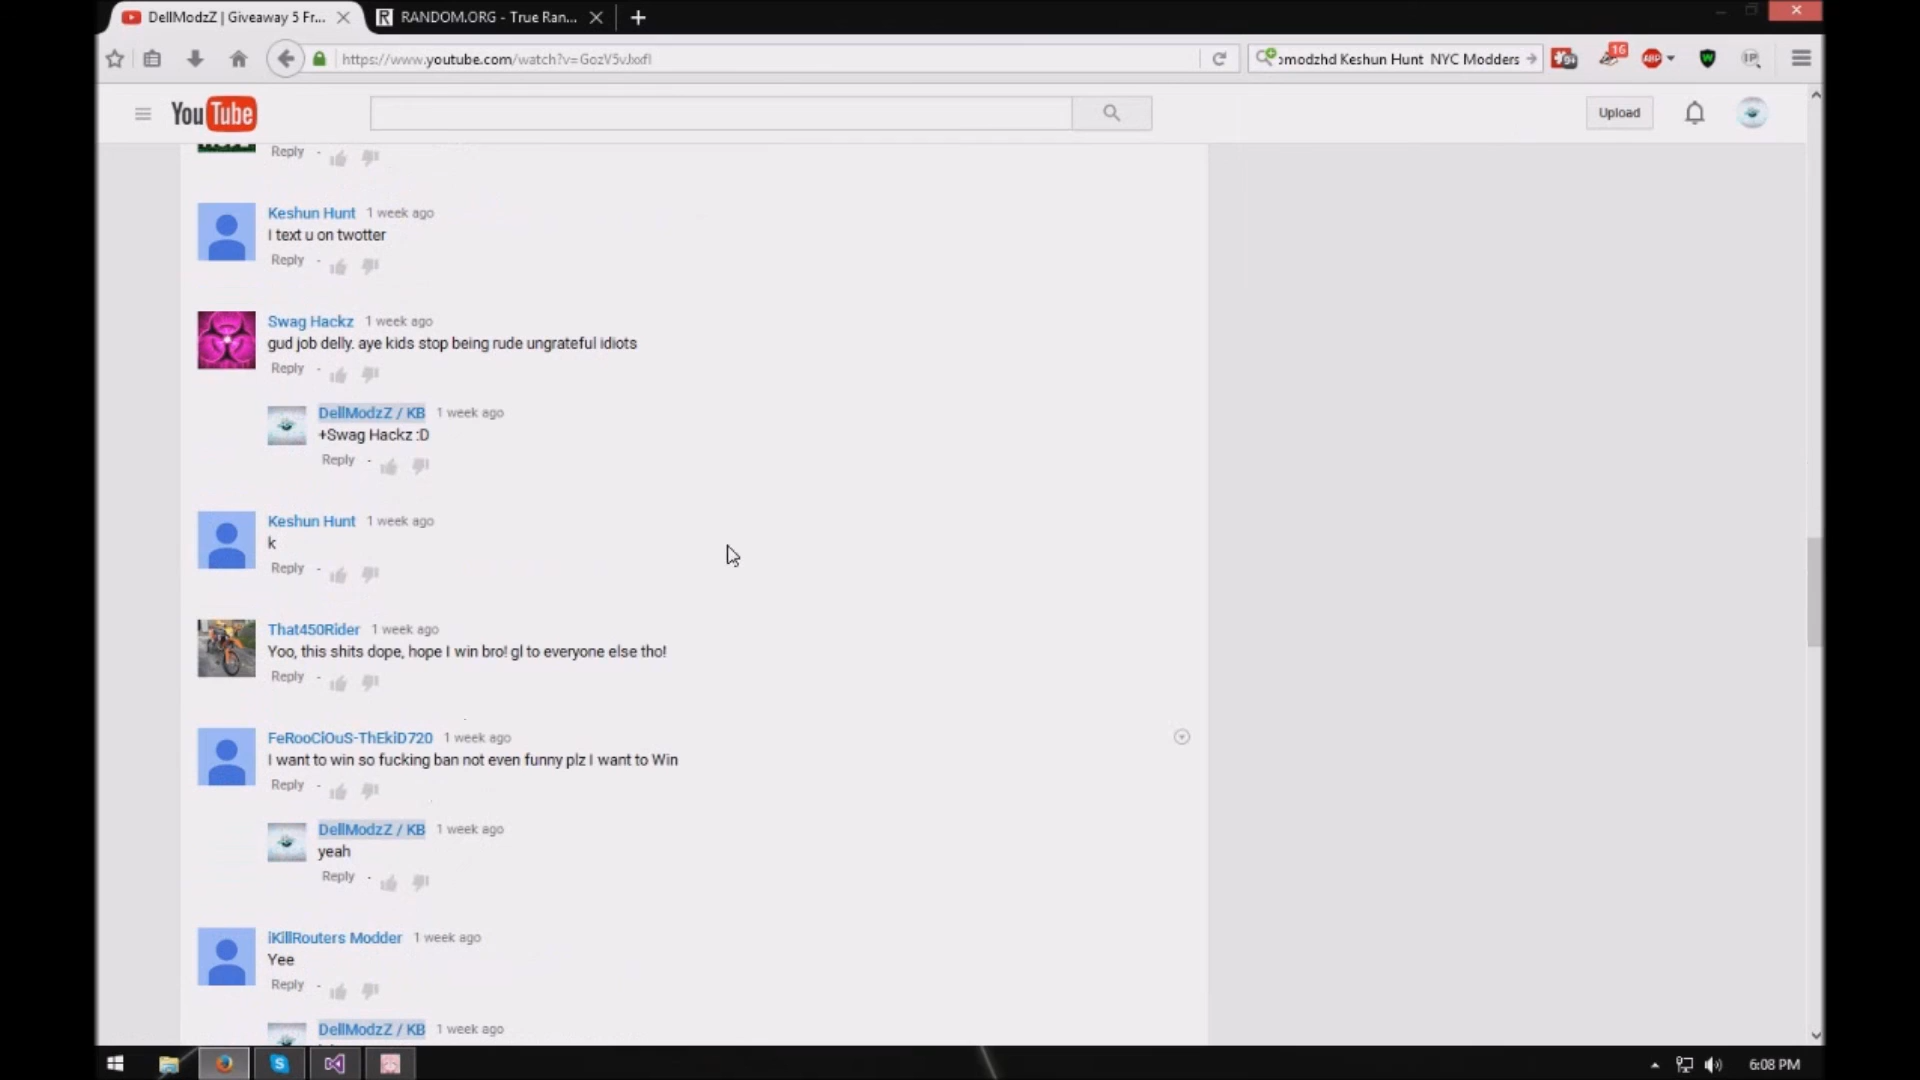 DellModzZ | Giveaway 5 Fr...
RANDOM.ORG - True Ran...
https://www.youtube.com/watch?v=GozV5vJxxfI
omodzhd Keshun Hunt NYC Modders
16
ABP
W
IP
YouTube
Upload
Reply
Keshun Hunt 1 week ago
I text u on twotter
Reply
Swag Hackz 1 week ago
gud job delly. aye kids stop being rude ungrateful idiots
Reply
DellModzZ / KB 1 week ago
+Swag Hackz :D
Reply
Keshun Hunt 1 week ago
k
Reply
That450Rider 1 week ago
Yoo, this shits dope, hope I win bro! gl to everyone else tho!
Reply
FeRooCiOuS-ThEkiD720 1 week ago
I want to win so fucking ban not even funny plz I want to Win
Reply
DellModzZ / KB 1 week ago
yeah
Reply
iKillRouters Modder 1 week ago
Yee
Reply
DellModzZ / KB 1 week ago
6:08 PM